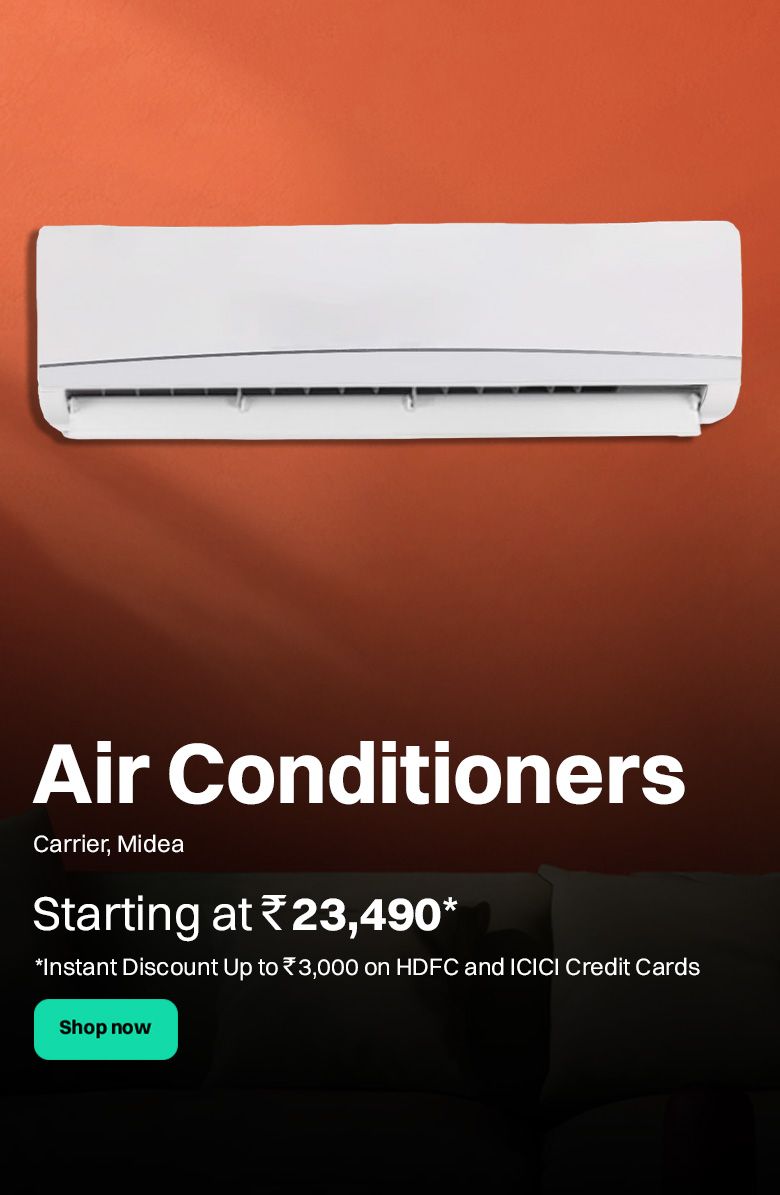 Air Conditioners
Carrier, Midea
Starting at ₹23,490*
*Instant Discount Up to ₹3,000 on HDFC and ICICI Credit Cards
Shop now